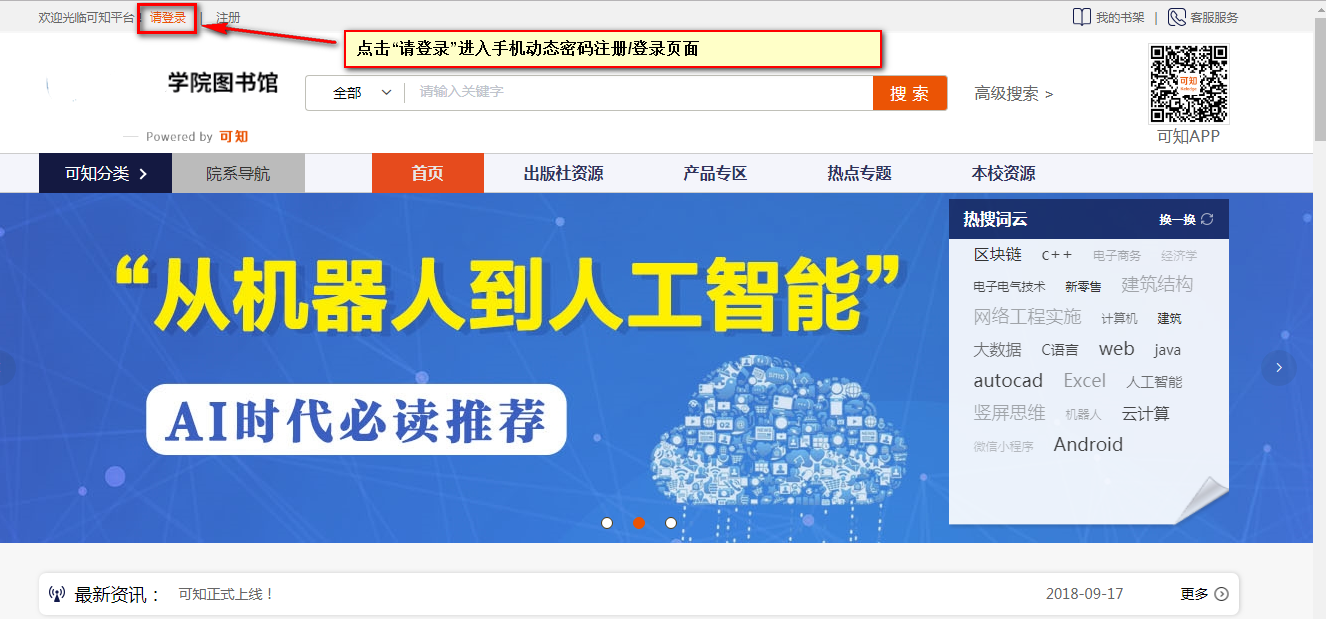 欢迎光临可知平台! 请登录 | 注册
我的书架 | 客服服务
点击“请登录”进入手机动态密码注册/登录页面
学院图书馆
全部 请输入关键字 搜 索 高级搜索 >
可知
Powered by 可知
可知APP
可知分类 院系导航 首页 出版社资源 产品专区 热点专题 本校资源
“从机器人到人工智能”
AI时代必读推荐
热搜词云 换一换
区块链 C++ 电子商务 经济学
电子电气技术 新零售 建筑结构
网络工程实施 计算机 建筑
大数据 C语言 web java
autocad Excel 人工智能
竖屏思维 机器人 云计算
微信小程序 Android
最新资讯: 可知正式上线! 2018-09-17 更多